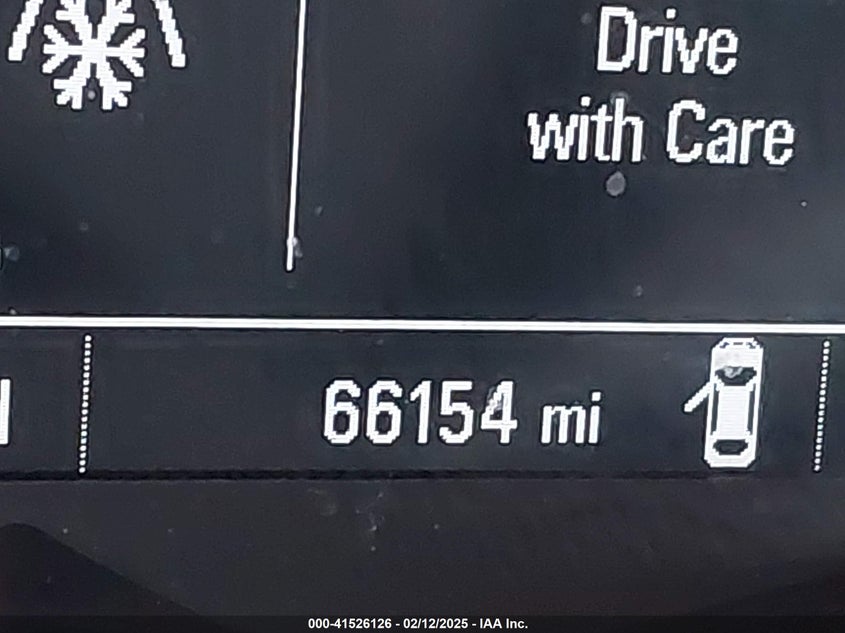 Drive
with Care
66154 mi
000-41526126 - 02/12/2025 - IAA Inc.